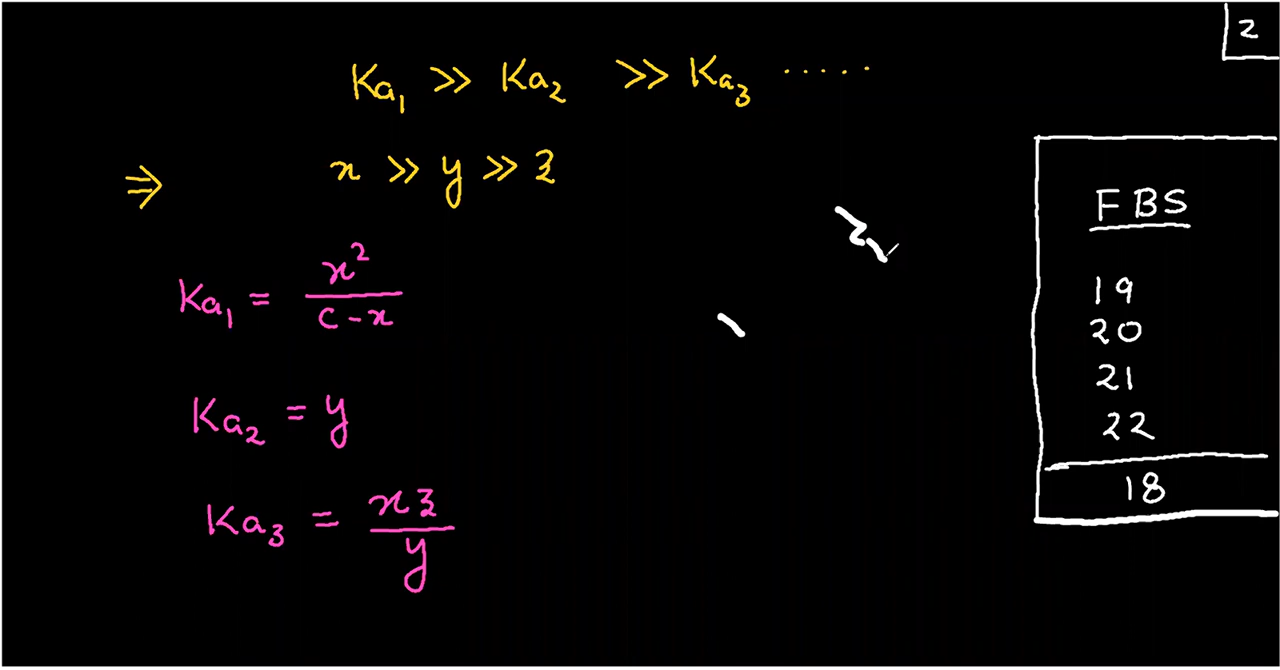 2
Ka₁ >> Ka₂ >> Ka₃ ......
⇒ x >> y >> z
Ka₁ = x² / (c - x)
Ka₂ = y
Ka₃ = xz / y
FBS
19
20
21
22
18